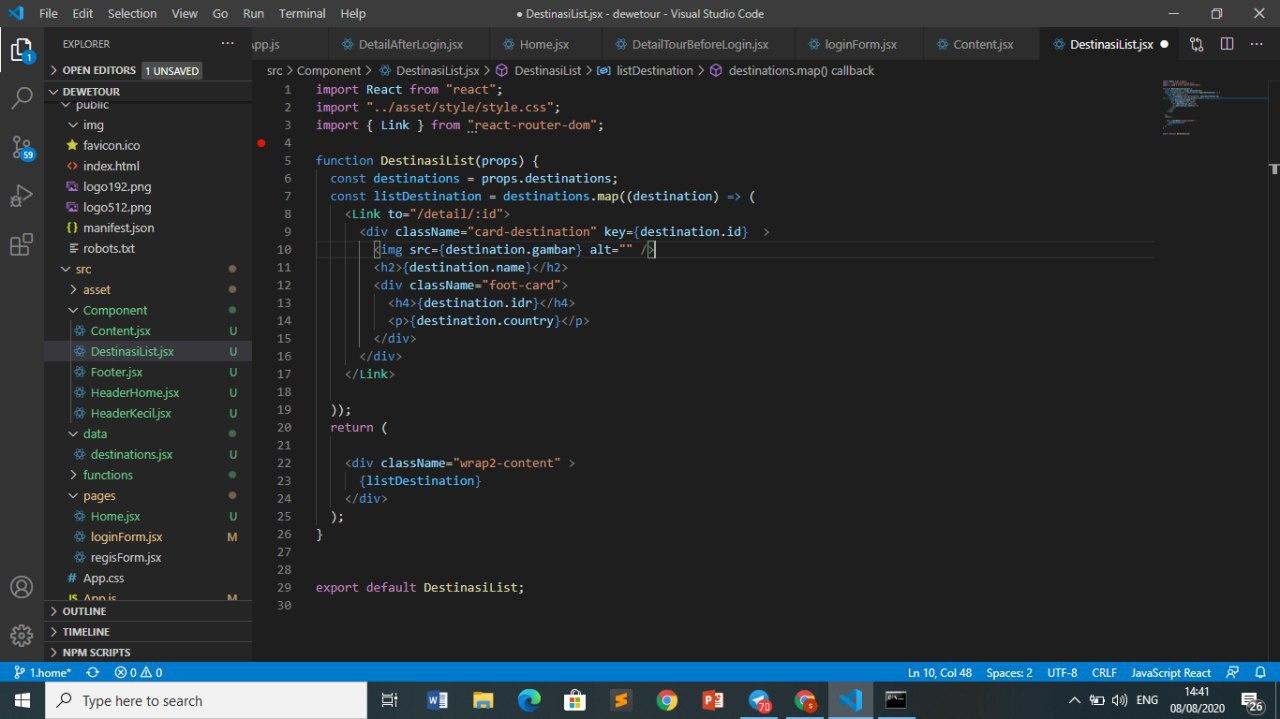 File Edit Selection View Go Run Terminal Help ● DestinasiList.jsx - dewetour - Visual Studio Code
EXPLORER ···
App.js DetailAfterLogin.jsx Home.jsx DetailTourBeforeLogin.jsx loginForm.jsx Content.jsx DestinasiList.jsx ● ···
OPEN EDITORS 1 UNSAVED
DEWETOUR
public
img
favicon.ico
index.html
logo192.png
logo512.png
manifest.json
robots.txt
src
asset
Component
Content.jsx U
DestinasiList.jsx U
Footer.jsx U
HeaderHome.jsx U
HeaderKecil.jsx U
data
destinations.jsx U
functions
pages
Home.jsx U
loginForm.jsx M
regisForm.jsx
App.css
App.js M
OUTLINE
TIMELINE
NPM SCRIPTS
1
59
src > Component > DestinasiList.jsx > DestinasiList > listDestination > destinations.map() callback
1 import React from "react";
2 import "../asset/style/style.css";
3 import { Link } from "react-router-dom";
4
5 function DestinasiList(props) {
6 const destinations = props.destinations;
7 const listDestination = destinations.map((destination) => (
8 <Link to="/detail/:id">
9 <div className="card-destination" key={destination.id} >
10 <img src={destination.gambar} alt="" />
11 <h2>{destination.name}</h2>
12 <div className="foot-card">
13 <h4>{destination.idr}</h4>
14 <p>{destination.country}</p>
15 </div>
16 </div>
17 </Link>
18
19 ));
20 return (
21
22 <div className="wrap2-content" >
23 {listDestination}
24 </div>
25 );
26 }
27
28
29 export default DestinasiList;
30
1.home* 0 0 Ln 10, Col 48 Spaces: 2 UTF-8 CRLF JavaScript React
Type here to search
70
ENG
14:41
08/08/2020
26